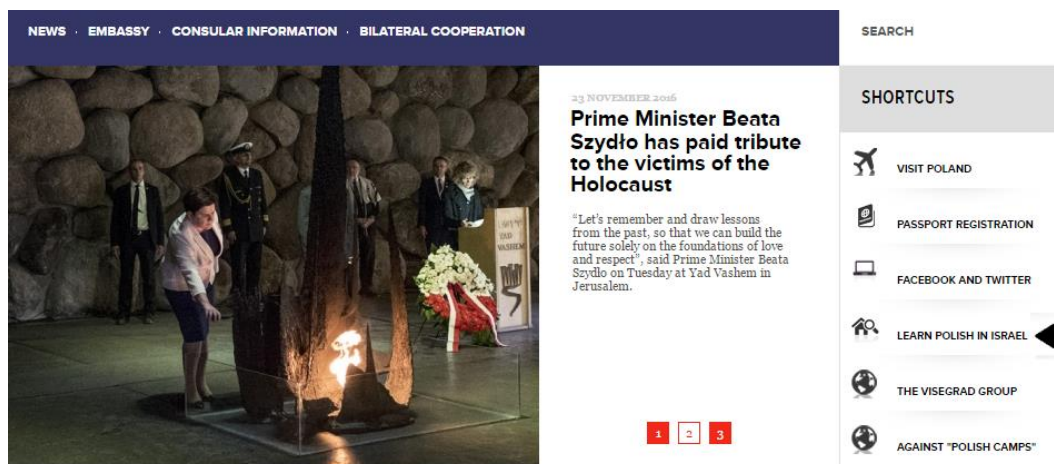 NEWS · EMBASSY · CONSULAR INFORMATION · BILATERAL COOPERATION
SEARCH
23 NOVEMBER 2016
Prime Minister Beata
Szydło has paid tribute
to the victims of the
Holocaust
“Let's remember and draw lessons
from the past, so that we can build the
future solely on the foundations of love
and respect”, said Prime Minister Beata
Szydło on Tuesday at Yad Vashem in
Jerusalem.
1 2 3
SHORTCUTS
VISIT POLAND
PASSPORT REGISTRATION
FACEBOOK AND TWITTER
LEARN POLISH IN ISRAEL
THE VISEGRAD GROUP
AGAINST "POLISH CAMPS"
YAD
VASHEM